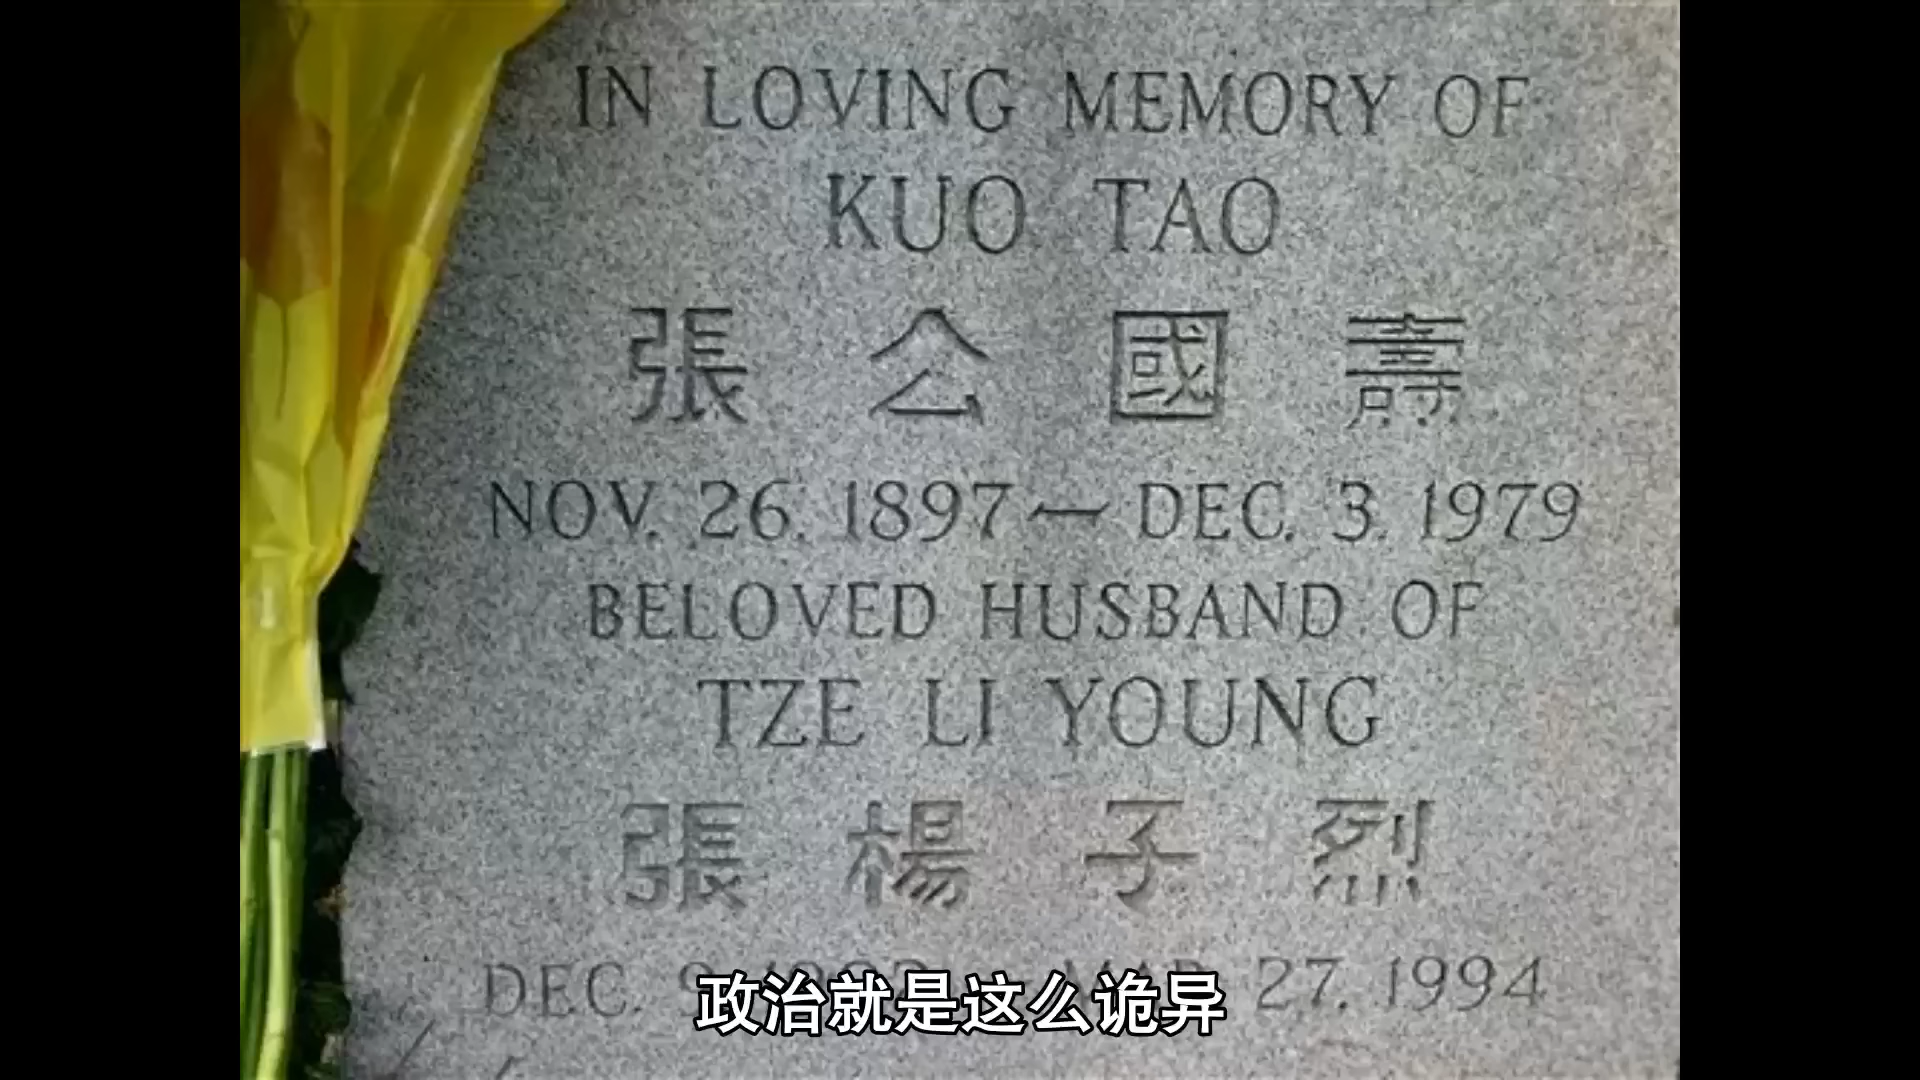 IN LOVING MEMORY OF
KUO TAO
張公國壽
NOV. 26. 1897 — DEC. 3. 1979
BELOVED HUSBAND OF
TZE LI YOUNG
張楊子烈
DEC. 27. 1994
政治就是这么诡异